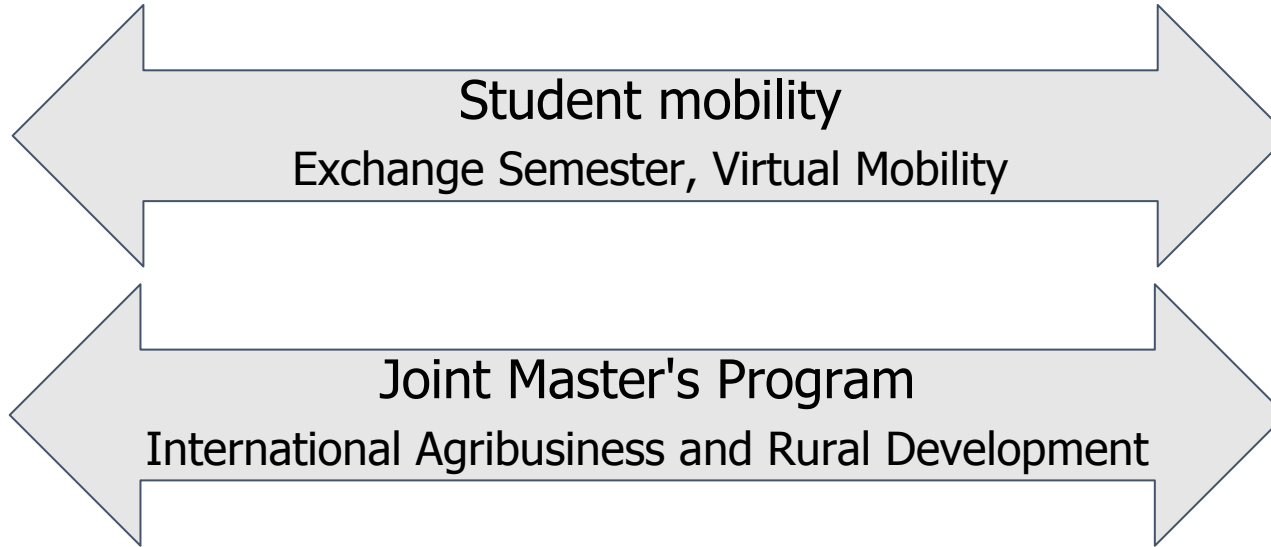 Student mobility
Exchange Semester, Virtual Mobility
Joint Master's Program
International Agribusiness and Rural Development